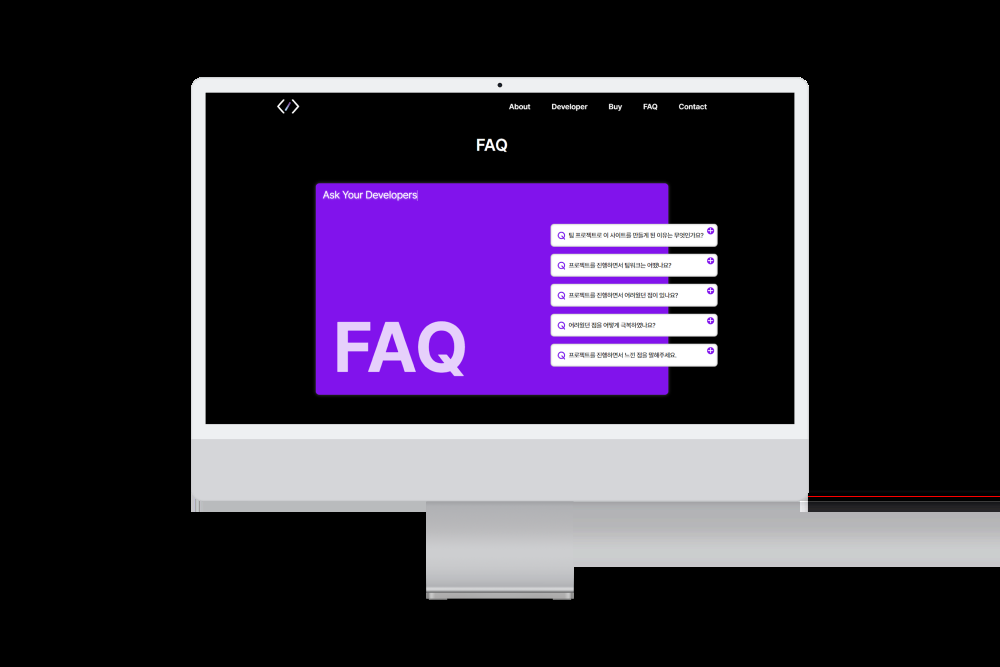 About
Developer
Buy
FAQ
Contact
FAQ
Ask Your Developers
Q 팀 프로젝트로 이 사이트를 만들게 된 이유는 무엇인가요?
Q 프로젝트를 진행하면서 팀워크는 어땠나요?
Q 프로젝트를 진행하면서 어려웠던 점이 있나요?
Q 어려웠던 점을 어떻게 극복하였나요?
Q 프로젝트를 진행하면서 느낀 점을 말해주세요.
FAQ